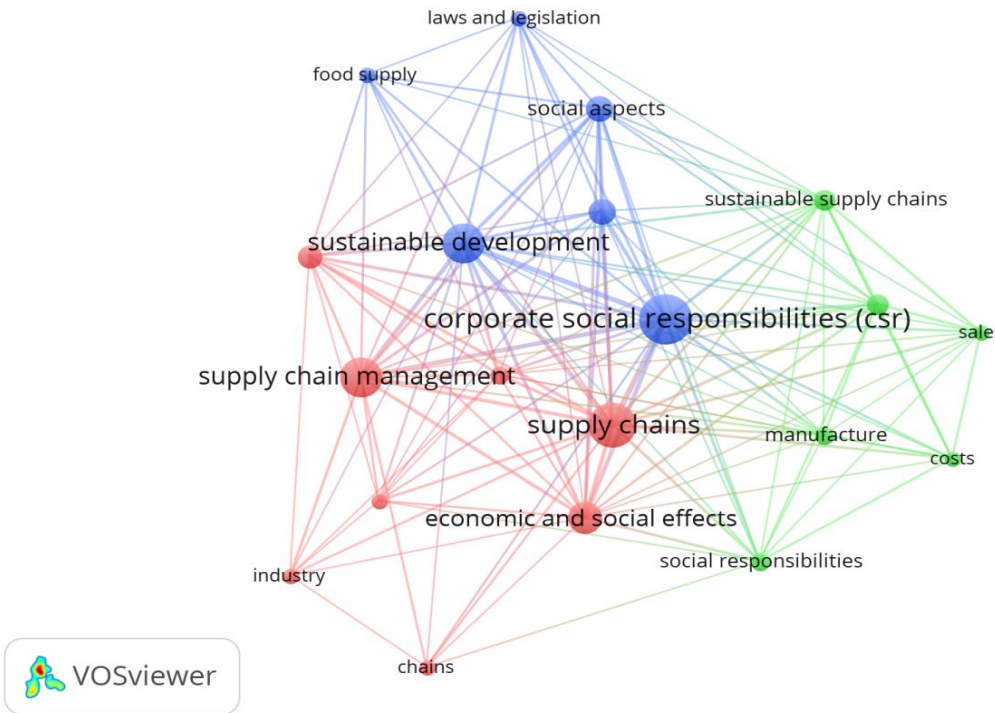 laws and legislation
food supply
social aspects
sustainable supply chains
sustainable development
corporate social responsibilities (csr)
sales
supply chain management
supply chains
manufacture
costs
economic and social effects
social responsibilities
industry
chains
VOSviewer